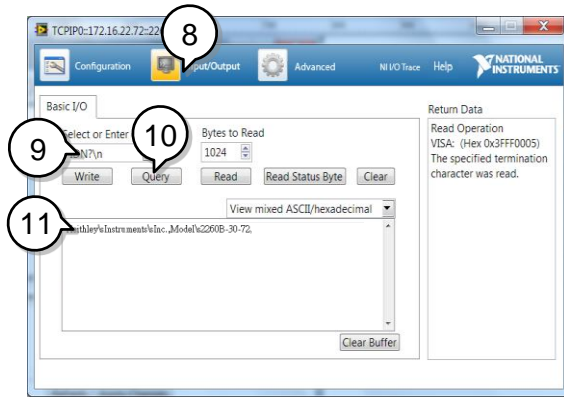 TCPIP0::172.16.22.72::22
8
Configuration
Input/Output
Advanced
NI I/O Trace
Help
NATIONAL
INSTRUMENTS
Basic I/O
Select or Enter
Bytes to Read
9
DN?\n
10
1024
Write
Query
Read
Read Status Byte
Clear
View mixed ASCII/hexadecimal
11
ithley\sInstruments\sInc.,Model\s2260B-30-72,
Clear Buffer
Return Data
Read Operation
VISA: (Hex 0x3FFF0005)
The specified termination
character was read.